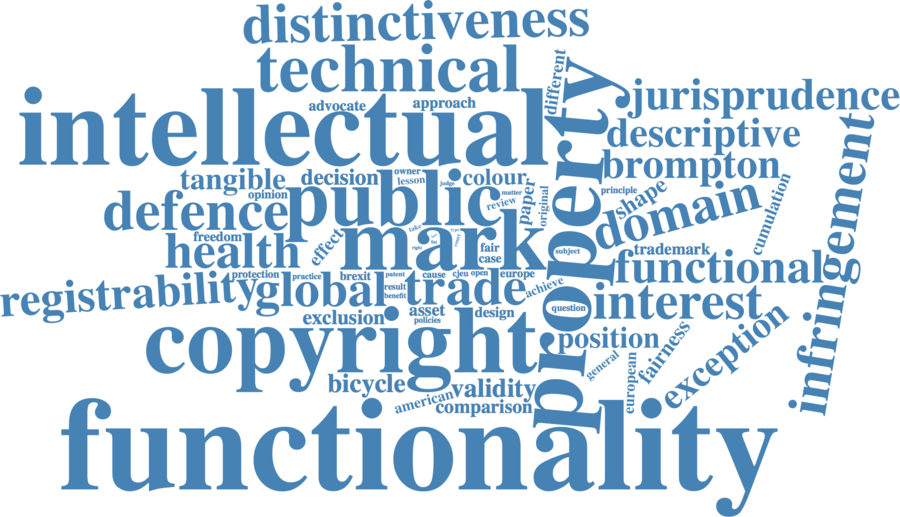 distinctiveness
technical
different
intellectual
advocate
approach
property
jurisprudence
descriptive
brompton
tangible
decision
owner
lesson
judge
colour
opinion
public
matter
review
paper
original
principle
shape
domain
cumulation
infringement
defence
freedom
health
effect
mark
take
right
type
fair
case
subject
trademark
functional
protection
practice
brexit
patent
cause
cjeu
open
europe
registrability
global
result
benefit
trade
achieve
interest
exclusion
asset
policies
design
question
position
copyright
general
european
fairness
exception
bicycle
validity
american
comparison
functionality